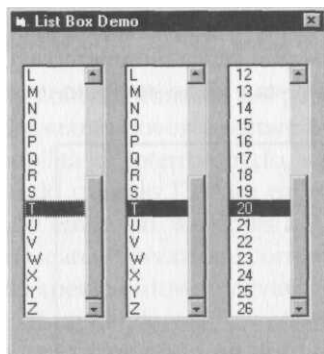 List Box Demo
L L 12
M M 13
N N 14
O O 15
P P 16
Q Q 17
R R 18
S S 19
T T 20
U U 21
V V 22
W W 23
X X 24
Y Y 25
Z Z 26